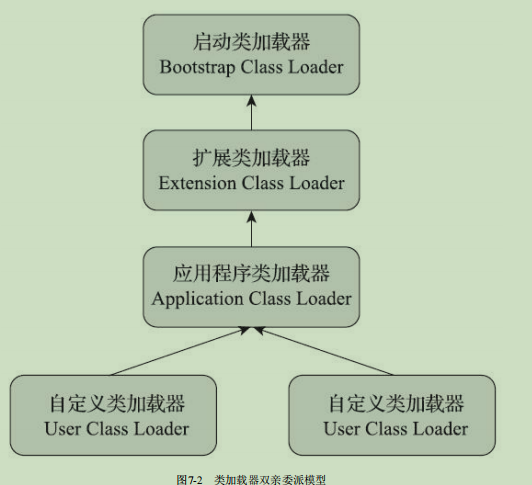 启动类加载器
Bootstrap Class Loader
扩展类加载器
Extension Class Loader
应用程序类加载器
Application Class Loader
自定义类加载器
User Class Loader
自定义类加载器
User Class Loader
图7-2 类加载器双亲委派模型